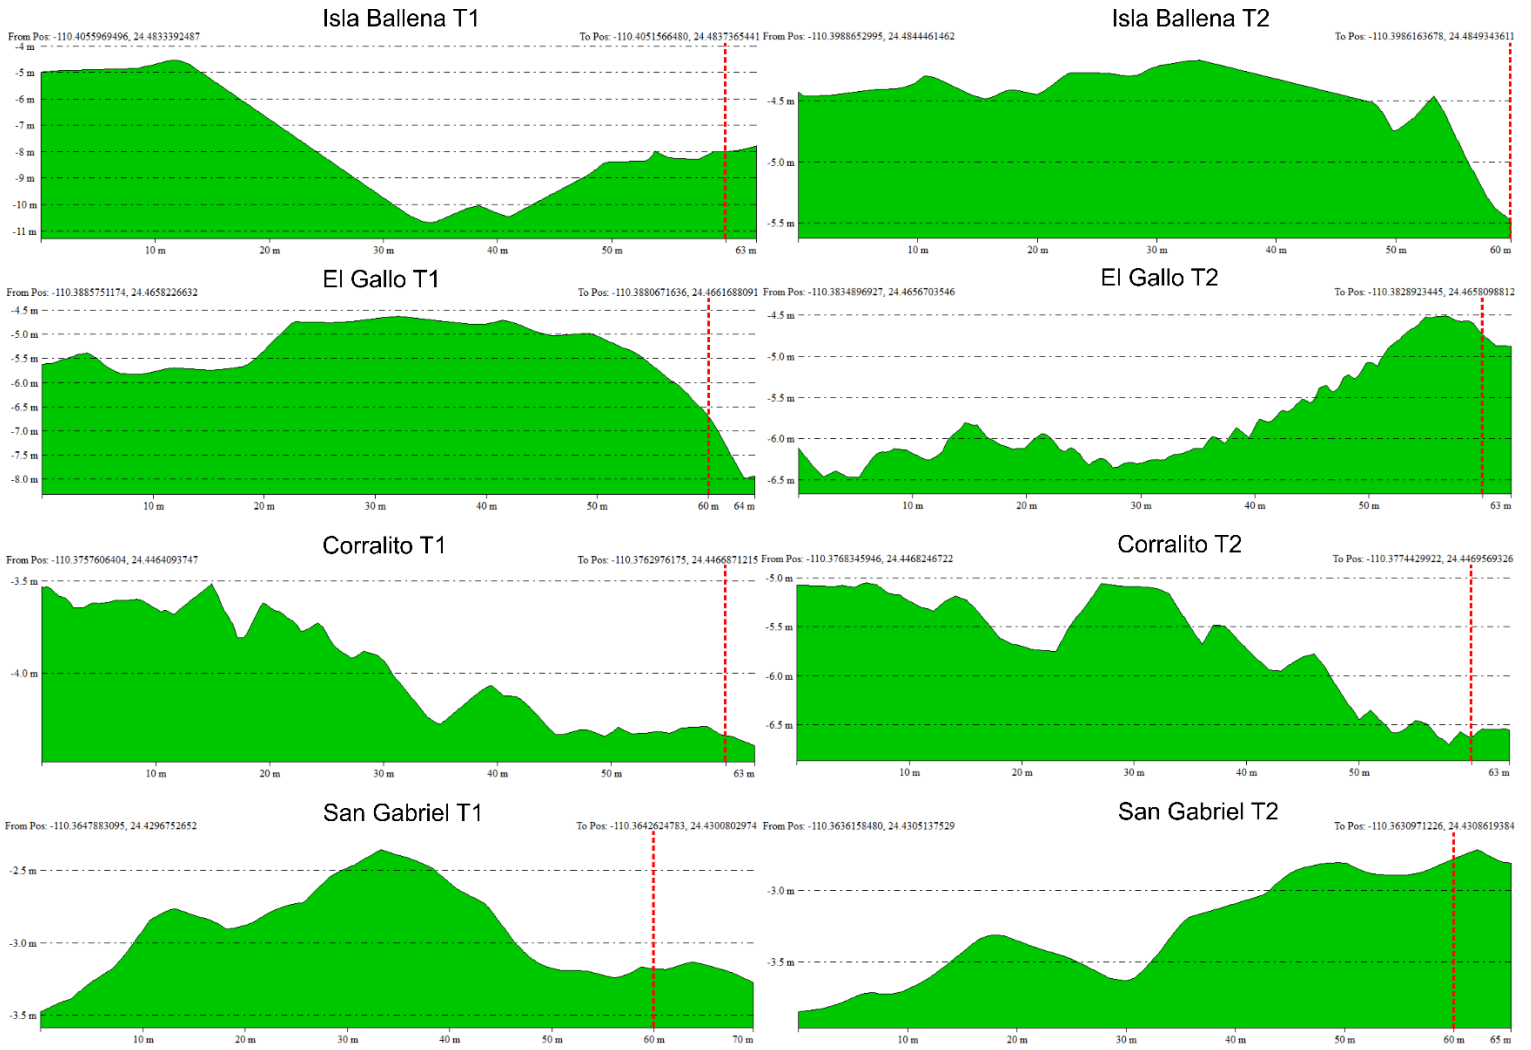 Isla Ballena T1
From Pos: -110.4055969496, 24.4833392487 To Pos: -110.4051566480, 24.4837365441
-4 m
-5 m
-6 m
-7 m
-8 m
-9 m
-10 m
-11 m
10 m 20 m 30 m 40 m 50 m 63 m
Isla Ballena T2
From Pos: -110.3988652995, 24.4844461462 To Pos: -110.3986163678, 24.4849343611
-4.5 m
-5.0 m
-5.5 m
10 m 20 m 30 m 40 m 50 m 60 m
El Gallo T1
From Pos: -110.3885751174, 24.4658226632 To Pos: -110.3880671636, 24.4661688091
-4.5 m
-5.0 m
-5.5 m
-6.0 m
-6.5 m
-7.0 m
-7.5 m
-8.0 m
10 m 20 m 30 m 40 m 50 m 60 m 64 m
El Gallo T2
From Pos: -110.3834896927, 24.4656703546 To Pos: -110.3828923445, 24.4658098812
-4.5 m
-5.0 m
-5.5 m
-6.0 m
-6.5 m
10 m 20 m 30 m 40 m 50 m 63 m
Corralito T1
From Pos: -110.3757606404, 24.4464093747 To Pos: -110.3762976175, 24.4466871215
-3.5 m
-4.0 m
10 m 20 m 30 m 40 m 50 m 63 m
Corralito T2
From Pos: -110.3768345946, 24.4468246722 To Pos: -110.3774429922, 24.4469569326
-5.0 m
-5.5 m
-6.0 m
-6.5 m
10 m 20 m 30 m 40 m 50 m 63 m
San Gabriel T1
From Pos: -110.3647883095, 24.4296752652 To Pos: -110.3642624783, 24.4300802974
-2.5 m
-3.0 m
-3.5 m
10 m 20 m 30 m 40 m 50 m 60 m 70 m
San Gabriel T2
From Pos: -110.3636158480, 24.4305137529 To Pos: -110.3630971226, 24.4308619384
-3.0 m
-3.5 m
10 m 20 m 30 m 40 m 50 m 60 m 65 m